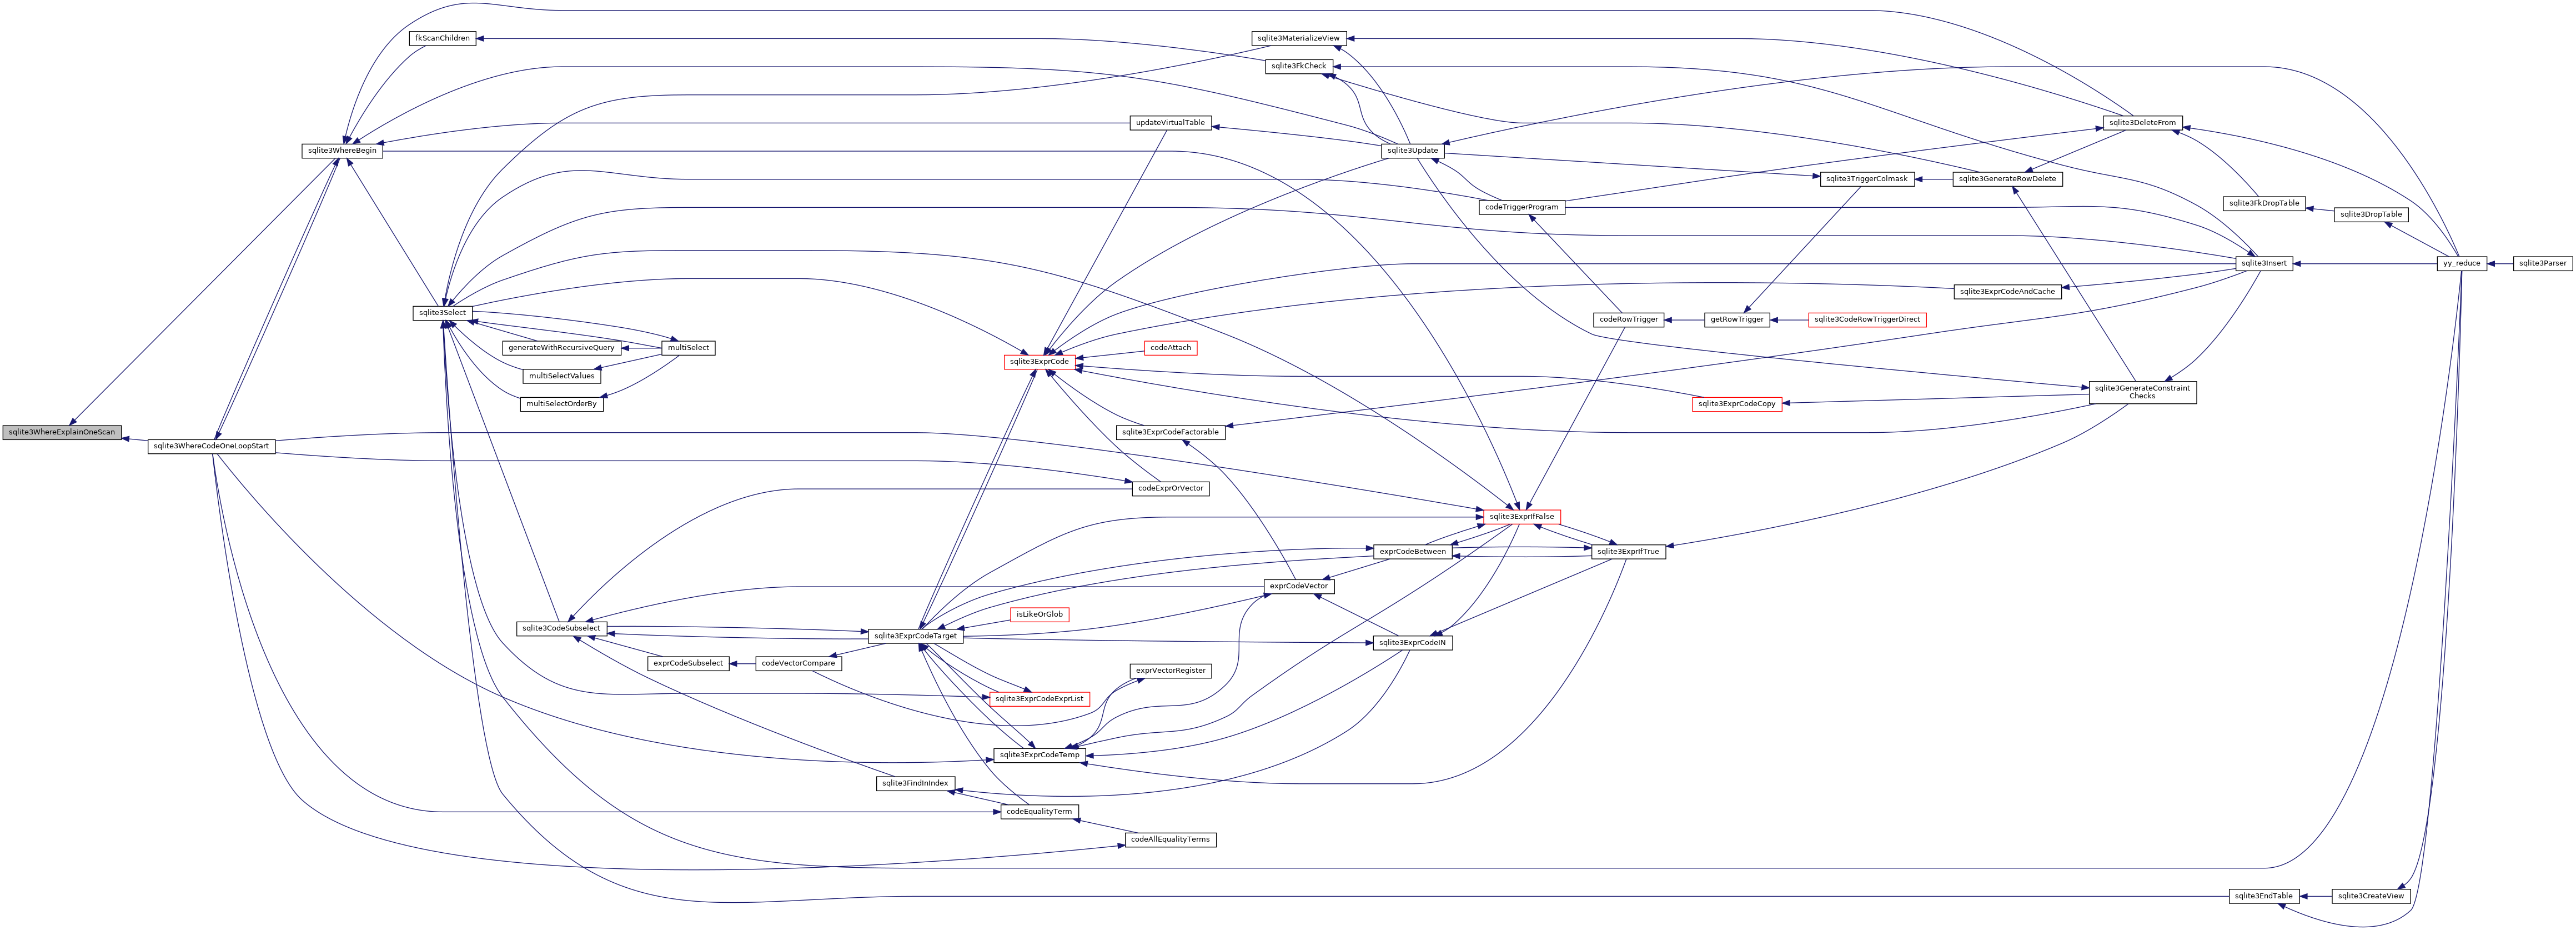 fkScanChildren
sqlite3MaterializeView
sqlite3FkCheck
updateVirtualTable
sqlite3DeleteFrom
sqlite3WhereBegin
sqlite3Update
sqlite3TriggerColmask
sqlite3GenerateRowDelete
codeTriggerProgram
sqlite3FkDropTable
sqlite3DropTable
sqlite3Insert
yy_reduce
sqlite3Parser
sqlite3ExprCodeAndCache
sqlite3Select
codeRowTrigger
getRowTrigger
sqlite3CodeRowTriggerDirect
generateWithRecursiveQuery
multiSelect
codeAttach
sqlite3ExprCode
multiSelectValues
sqlite3GenerateConstraint
Checks
multiSelectOrderBy
sqlite3ExprCodeCopy
sqlite3WhereExplainOneScan
sqlite3ExprCodeFactorable
sqlite3WhereCodeOneLoopStart
codeExprOrVector
sqlite3ExprIfFalse
exprCodeBetween
sqlite3ExprIfTrue
exprCodeVector
isLikeOrGlob
sqlite3CodeSubselect
sqlite3ExprCodeTarget
sqlite3ExprCodeIN
exprCodeSubselect
codeVectorCompare
exprVectorRegister
sqlite3ExprCodeExprList
sqlite3ExprCodeTemp
sqlite3FindInIndex
codeEqualityTerm
codeAllEqualityTerms
sqlite3EndTable
sqlite3CreateView